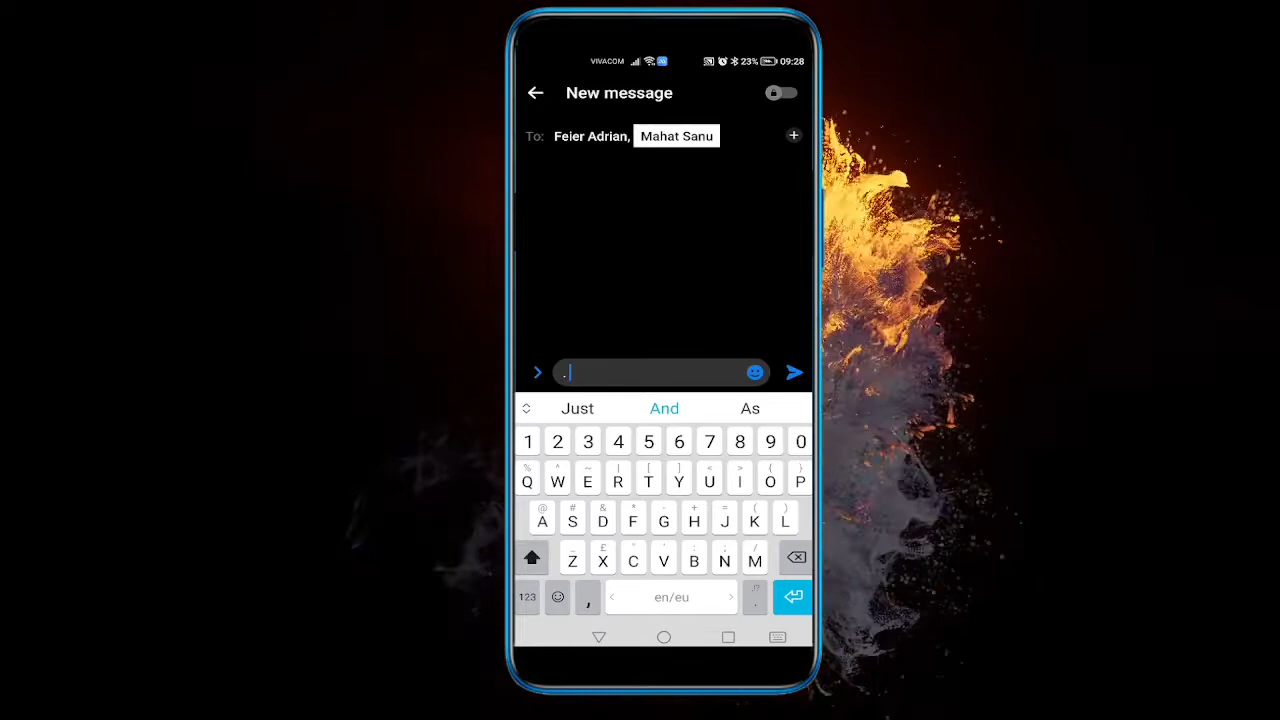 VIVACOM 23% 09:28
New message
To: Feier Adrian, Mahat Sanu
.
Just And As
1 2 3 4 5 6 7 8 9 0
% ^ ~ | [ ] < > { }
Q W E R T Y U I O P
@ # & * - + = ( )
A S D F G H J K L
_ £ " ' : ; /
Z X C V B N M
123 , < en/eu > .